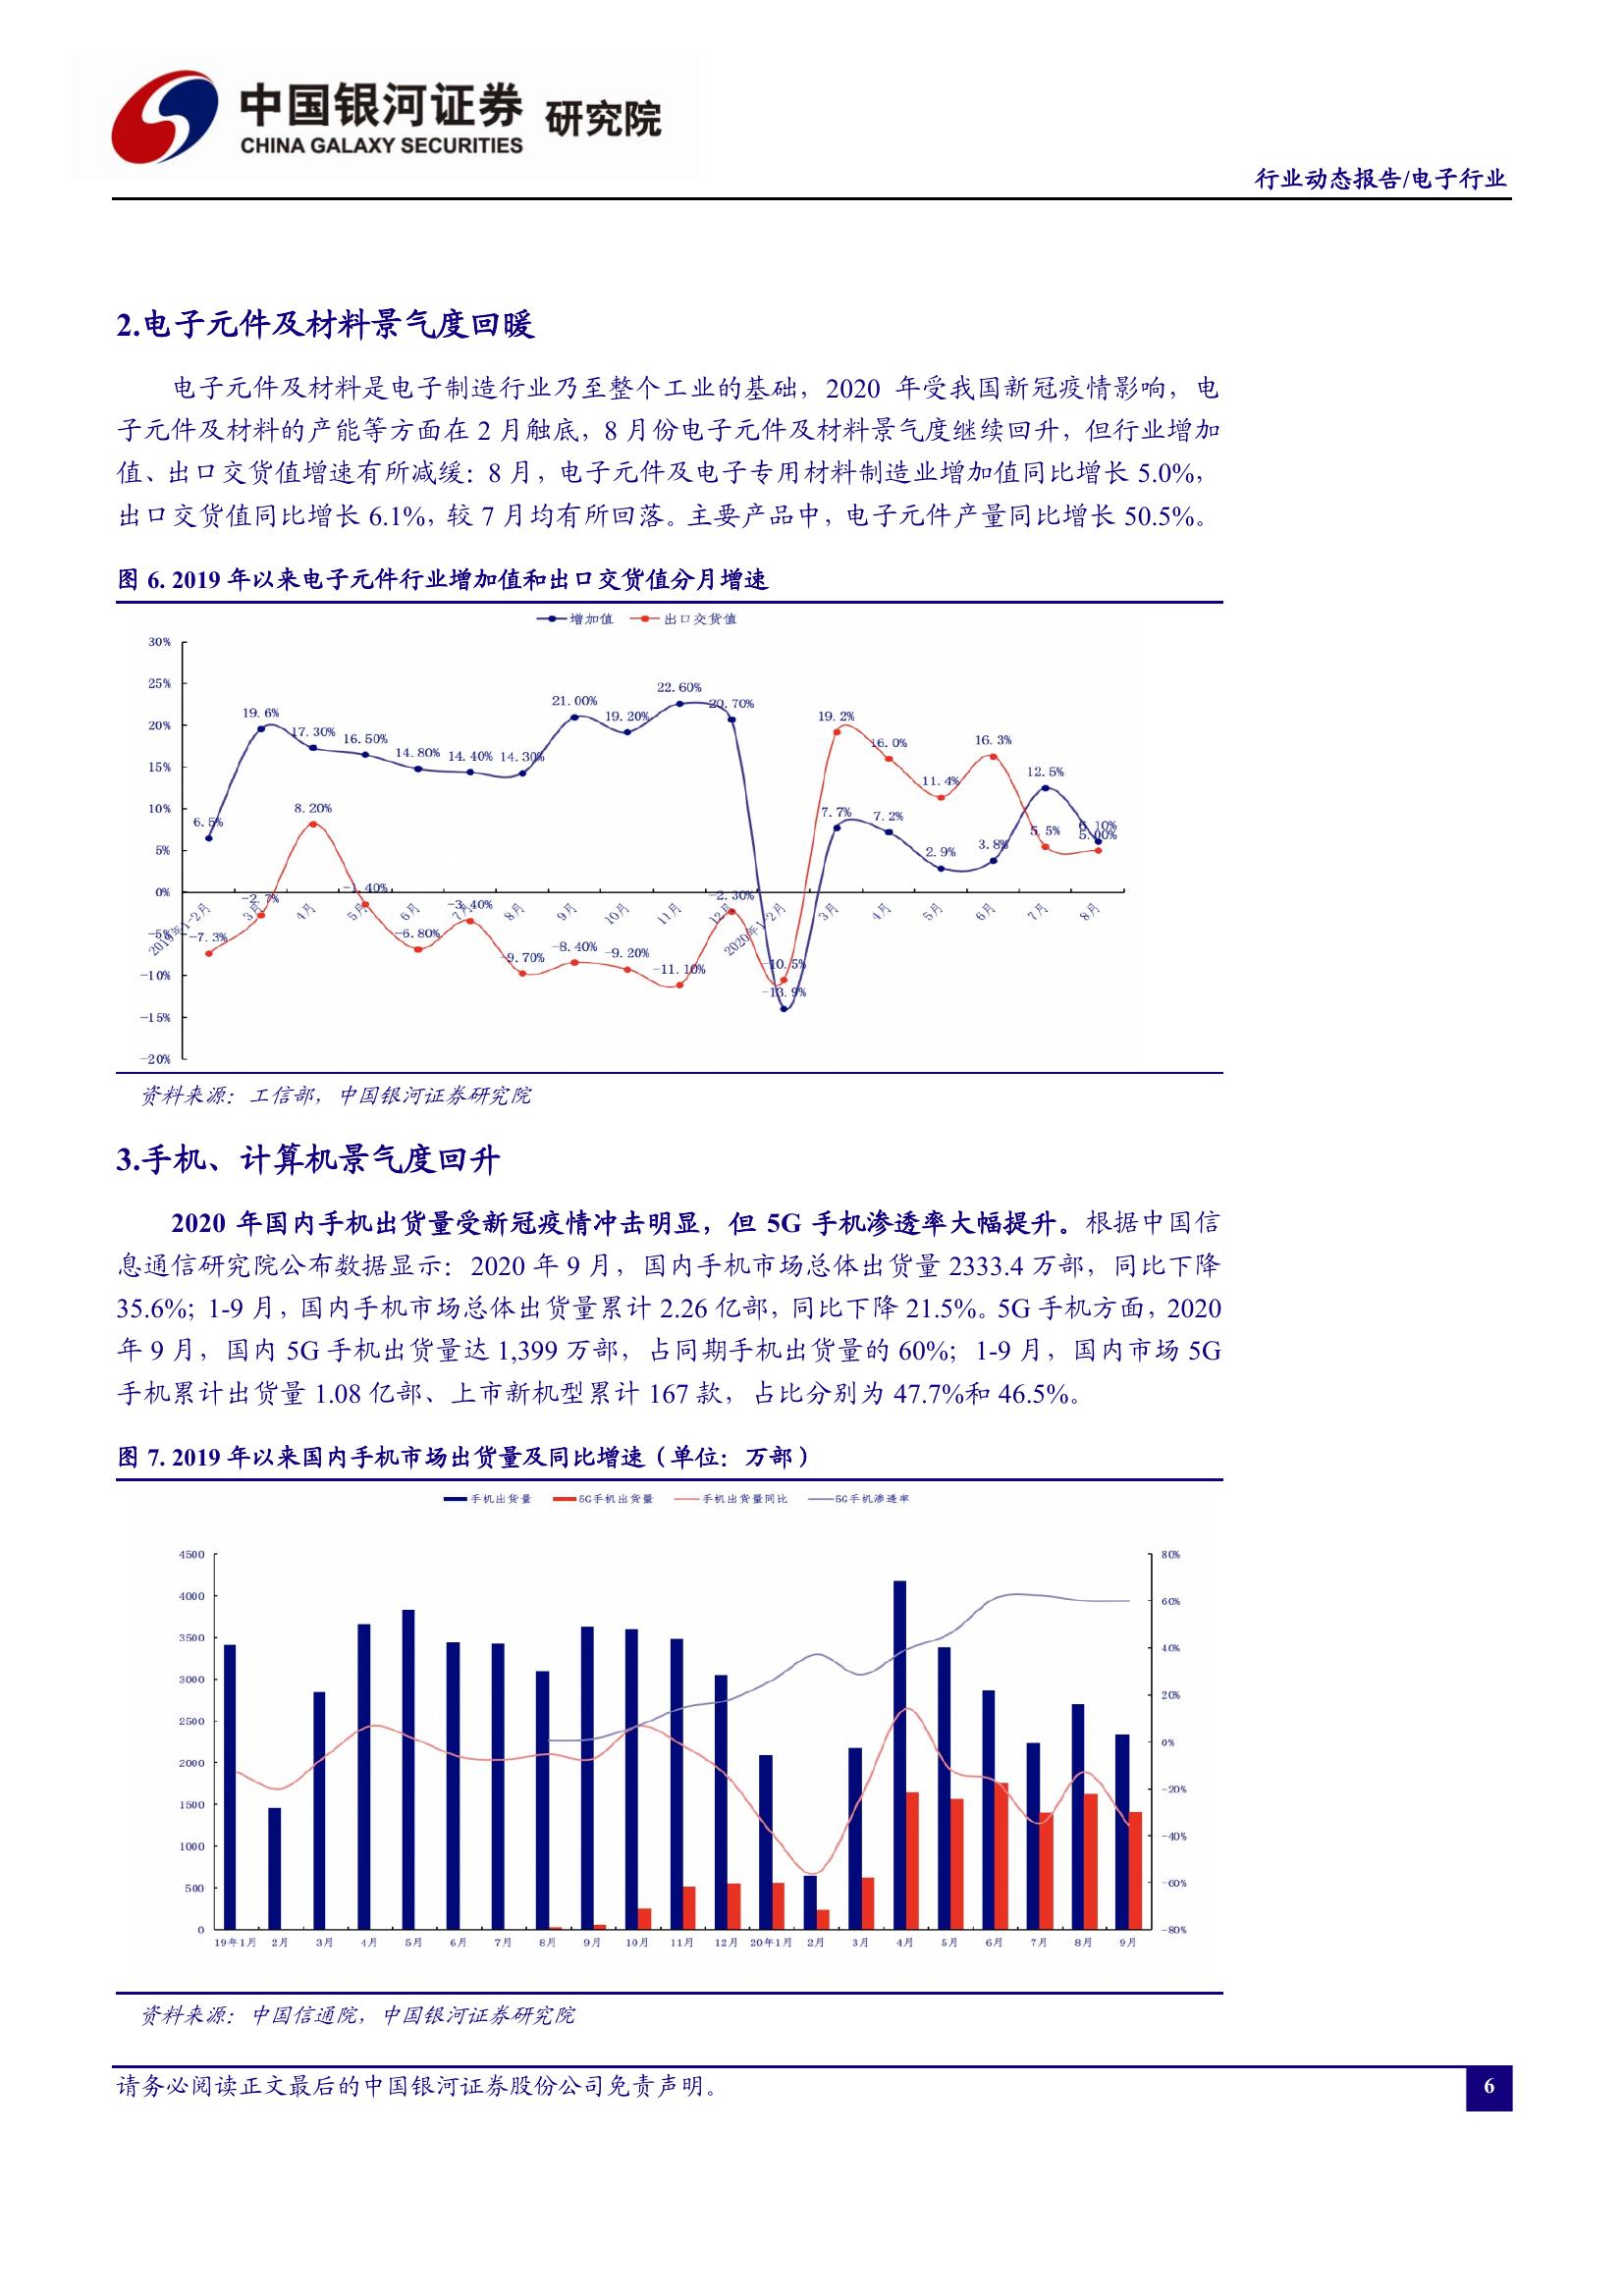 中国银河证券 研究院
CHINA GALAXY SECURITIES
行业动态报告/电子行业
2.电子元件及材料景气度回暖
电子元件及材料是电子制造行业乃至整个工业的基础，2020 年受我国新冠疫情影响，电
子元件及材料的产能等方面在 2 月触底，8 月份电子元件及材料景气度继续回升，但行业增加
值、出口交货值增速有所减缓：8 月，电子元件及电子专用材料制造业增加值同比增长 5.0%，
出口交货值同比增长 6.1%，较 7 月均有所回落。主要产品中，电子元件产量同比增长 50.5%。
图 6. 2019 年以来电子元件行业增加值和出口交货值分月增速
增加值 出口交货值
30%
25%
20%
15%
10%
5%
0%
-5%
-10%
-15%
-20%
6.5% 19.6% 17.30% 16.50% 14.80% 14.40% 14.30% 21.00% 19.20% 22.60% 20.70% -13.9% 7.7% 7.2% 2.9% 3.8% 12.5% 6.10%
-7.3% -2.7% 8.20% -1.40% -6.80% -3.40% -9.70% -8.40% -9.20% -11.10% -2.30% -10.5% 19.2% 16.0% 11.4% 16.3% 5.5% 5.00%
2019年1-2月 3月 4月 5月 6月 7月 8月 9月 10月 11月 12月 2020年1-2月 3月 4月 5月 6月 7月 8月
资料来源：工信部，中国银河证券研究院
3.手机、计算机景气度回升
2020 年国内手机出货量受新冠疫情冲击明显，但 5G 手机渗透率大幅提升。根据中国信
息通信研究院公布数据显示：2020 年 9 月，国内手机市场总体出货量 2333.4 万部，同比下降
35.6%；1-9 月，国内手机市场总体出货量累计 2.26 亿部，同比下降 21.5%。5G 手机方面，2020
年 9 月，国内 5G 手机出货量达 1,399 万部，占同期手机出货量的 60%；1-9 月，国内市场 5G
手机累计出货量 1.08 亿部、上市新机型累计 167 款，占比分别为 47.7%和 46.5%。
图 7. 2019 年以来国内手机市场出货量及同比增速（单位：万部）
手机出货量 5G手机出货量 手机出货量同比 5G手机渗透率
4500
4000
3500
3000
2500
2000
1500
1000
500
0
80%
60%
40%
20%
0%
-20%
-40%
-60%
-80%
19年1月 2月 3月 4月 5月 6月 7月 8月 9月 10月 11月 12月 20年1月 2月 3月 4月 5月 6月 7月 8月 9月
资料来源：中国信通院，中国银河证券研究院
请务必阅读正文最后的中国银河证券股份公司免责声明。
6